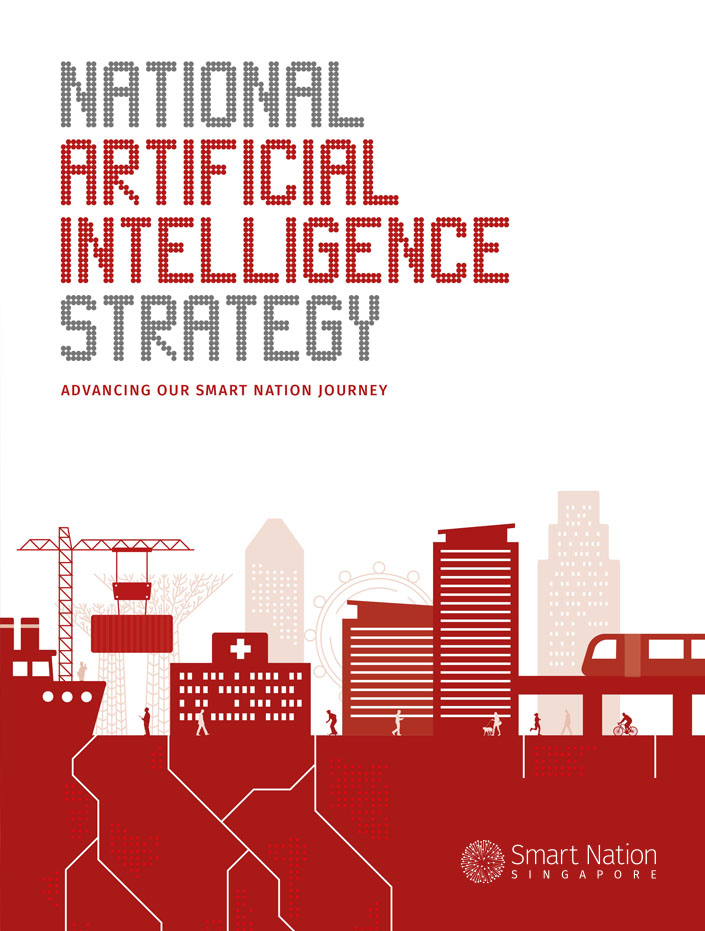 NATIONAL
ARTIFICIAL
INTELLIGENCE
STRATEGY
ADVANCING OUR SMART NATION JOURNEY
Smart Nation
SINGAPORE